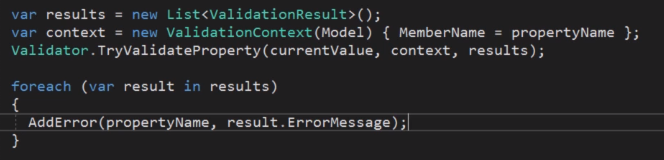 var results = new List<ValidationResult>();
var context = new ValidationContext(Model) { MemberName = propertyName };
Validator.TryValidateProperty(currentValue, context, results);
foreach (var result in results)
{
AddError(propertyName, result.ErrorMessage);
}